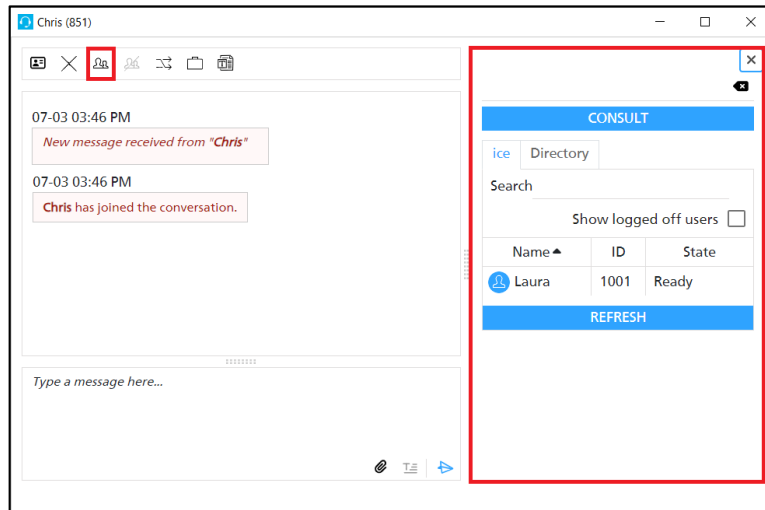 Chris (851)
07-03 03:46 PM
New message received from "Chris"
07-03 03:46 PM
Chris has joined the conversation.
Type a message here...
CONSULT
ice Directory
Search
Show logged off users
Name ID State
Laura 1001 Ready
REFRESH